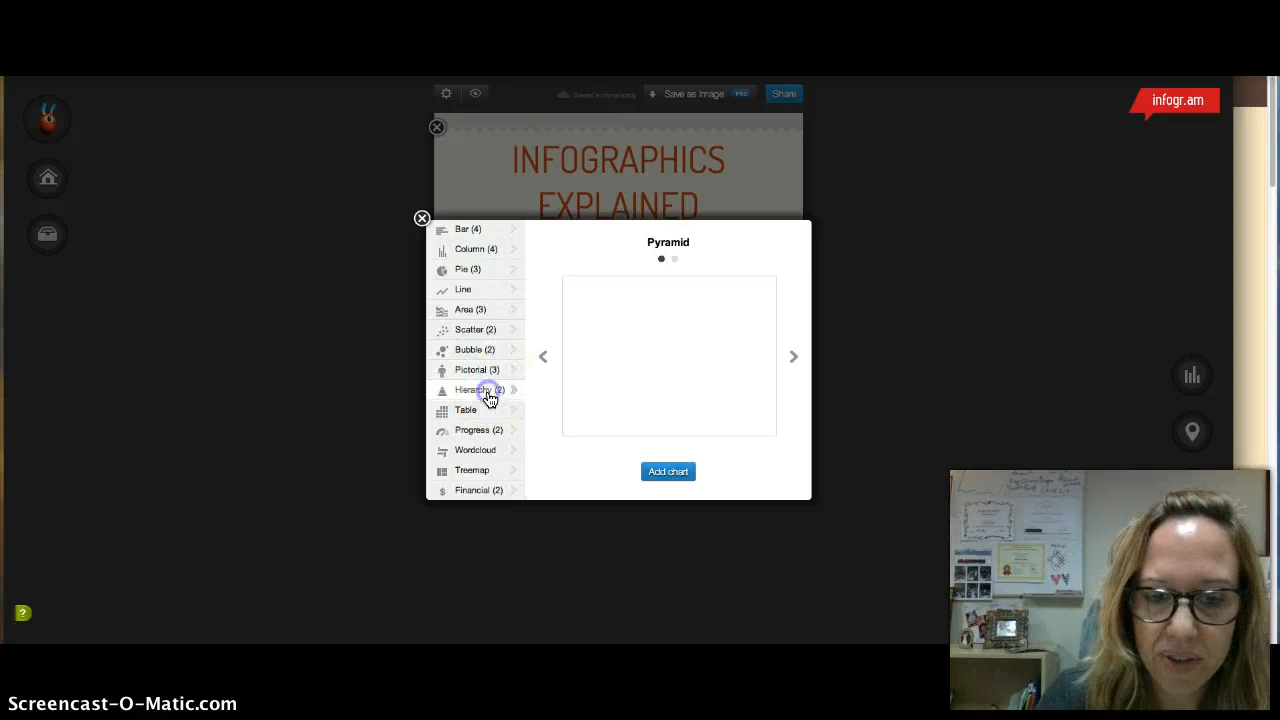 Saved Automatically
Save as Image
PRO
Share
infogr.am
INFOGRAPHICS
EXPLAINED
Bar (4)
Column (4)
Pie (3)
Line
Area (3)
Scatter (2)
Bubble (2)
Pictorial (3)
Hierarchy (2)
Table
Progress (2)
Wordcloud
Treemap
Financial (2)
Pyramid
Add chart
?
Screencast-O-Matic.com